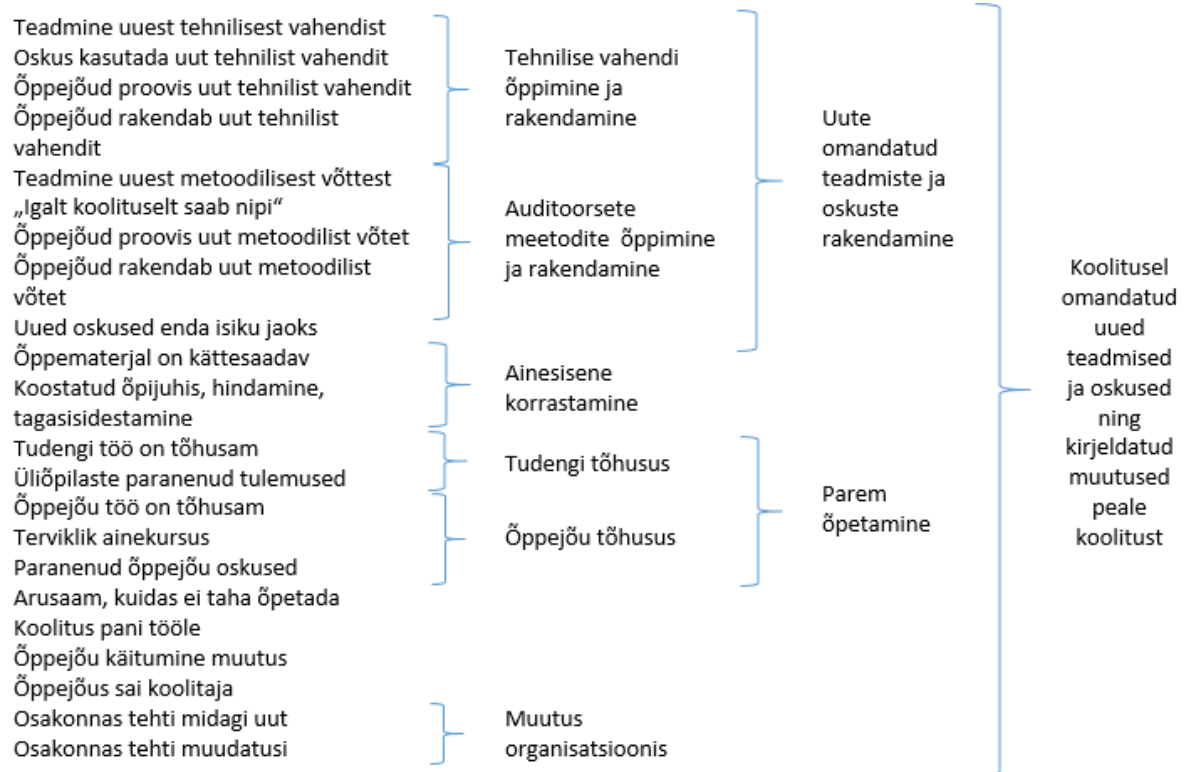 Teadmine uuest tehnilisest vahendist
Oskus kasutada uut tehnilist vahendit
Õppejõud proovis uut tehnilist vahendit
Õppejõud rakendab uut tehnilist
vahendit
Teadmine uuest metoodilisest võttest
„Igalt koolituselt saab nipi“
Õppejõud proovis uut metoodilist võtet
Õppejõud rakendab uut metoodilist
võtet
Uued oskused enda isiku jaoks
Õppematerjal on kättesaadav
Koostatud õpijuhis, hindamine,
tagasisidestamine
Tudengi töö on tõhusam
Üliõpilaste paranenud tulemused
Õppejõu töö on tõhusam
Terviklik ainekursus
Paranenud õppejõu oskused
Arusaam, kuidas ei taha õpetada
Koolitus pani tööle
Õppejõu käitumine muutus
Õppejõus sai koolitaja
Osakonnas tehti midagi uut
Osakonnas tehti muudatusi
Tehnilise vahendi
õppimine ja
rakendamine
Auditoorsete
meetodite õppimine
ja rakendamine
Ainesisene
korrastamine
Tudengi tõhusus
Õppejõu tõhusus
Muutus
organisatsioonis
Uute
omandatud
teadmiste ja
oskuste
rakendamine
Parem
õpetamine
Koolitusel
omandatud
uued
teadmised
ja oskused
ning
kirjeldatud
muutused
peale
koolitust